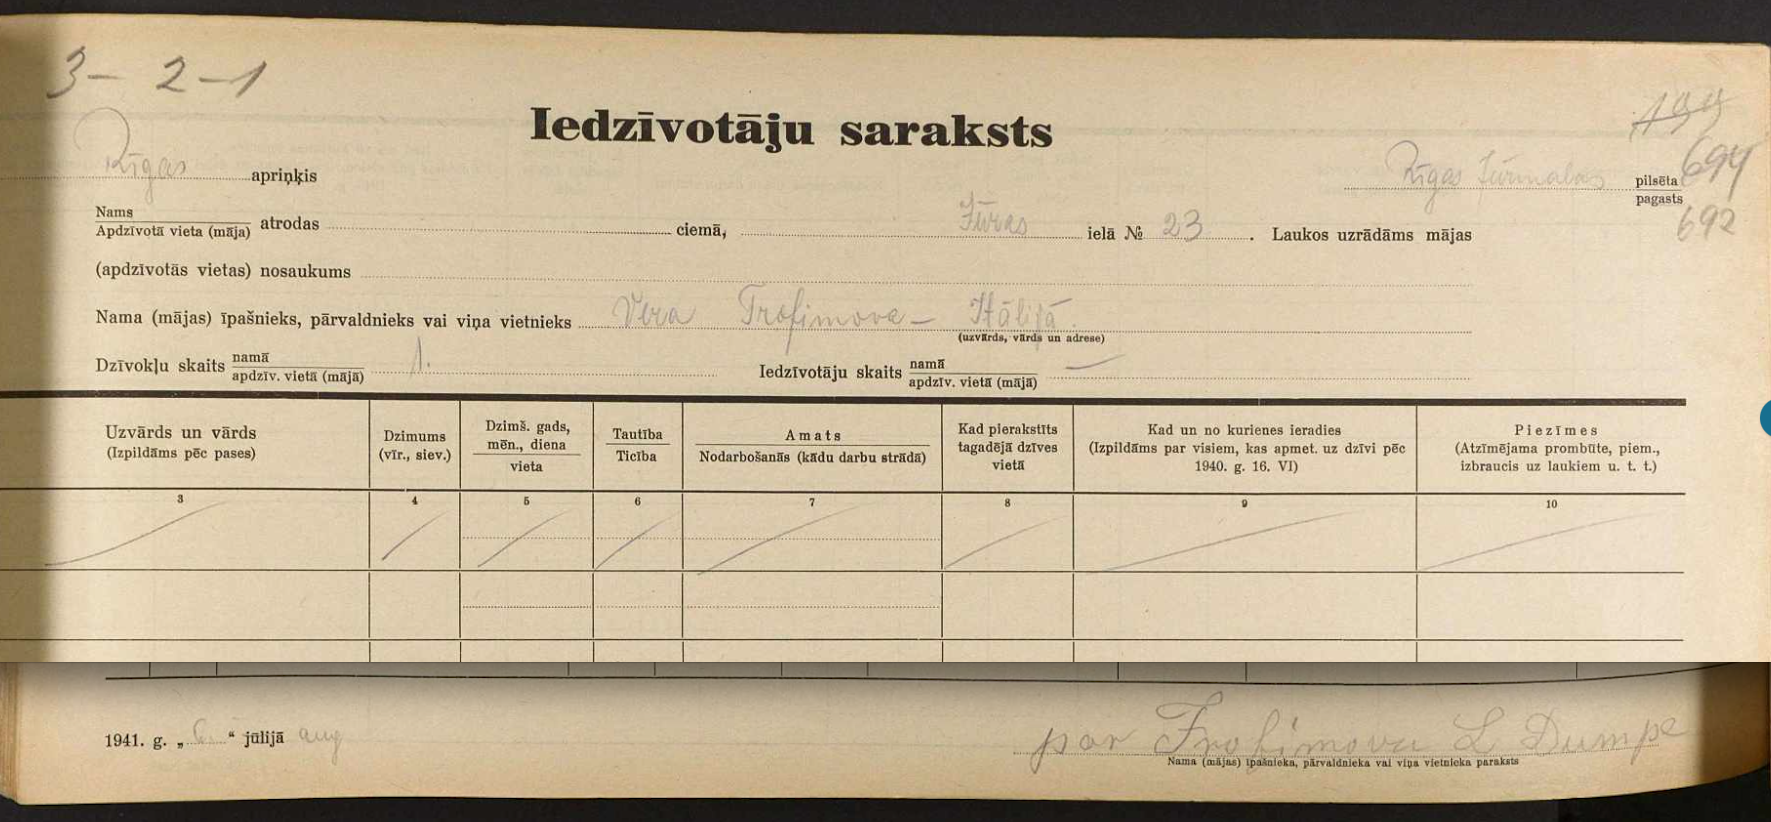 3- 2-1
Iedzīvotāju saraksts
199
Rīgas apriņķis
Rīgas Jūrmalas pilsēta 694
pagasts
692
Nams
Apdzīvotā vieta (māja) atrodas ciemā, Jūras ielā № 23. Laukos uzrādāms mājas
(apdzīvotās vietas) nosaukums
Nama (mājas) īpašnieks, pārvaldnieks vai viņa vietnieks Vera Trofimova - Itālijā.
(uzvārds, vārds un adrese)
Dzīvokļu skaits namā 1.
apdzīv. vietā (mājā)
Iedzīvotāju skaits namā —
apdzīv. vietā (mājā)
Uzvārds un vārds
(Izpildāms pēc pases)
Dzimums
(vīr., siev.)
Dzimš. gads,
mēn., diena
vieta
Tautība
Ticība
Amats
Nodarbošanās (kādu darbu strādā)
Kad pierakstīts
tagadējā dzīves
vietā
Kad un no kurienes ieradies
(Izpildāms par visiem, kas apmet. uz dzīvi pēc
1940. g. 16. VI)
Piezīmes
(Atzīmējama prombūte, piem.,
izbraucis uz laukiem u. t. t.)
3 4 5 6 7 8 9 10
1941. g. „6." jūlijā aug
par Trofimova L Dumpe
Nama (mājas) īpašnieka, pārvaldnieka vai viņa vietnieka paraksts